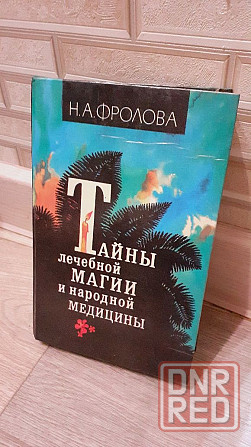 Н.А.ФРОЛОВА
ТАЙНЫ
лечебной
МАГИИ
и народной
МЕДИЦИНЫ
DNR
RED